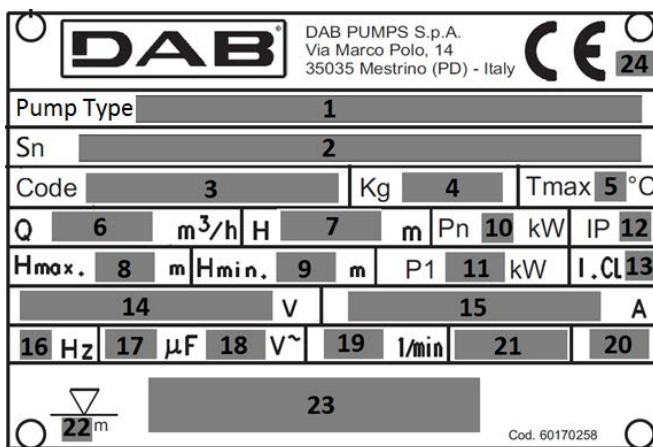 DAB
DAB PUMPS S.p.A.
Via Marco Polo, 14
35035 Mestrino (PD) - Italy
CE 24
Pump Type 1
Sn 2
Code 3 Kg 4 Tmax 5 °C
Q 6 m³/h H 7 m Pn 10 kW IP 12
Hmax. 8 m Hmin. 9 m P1 11 kW I.CL 13
14 V 15 A
16 Hz 17 µF 18 V~ 19 1/min 21 20
22 m 23
Cod. 60170258